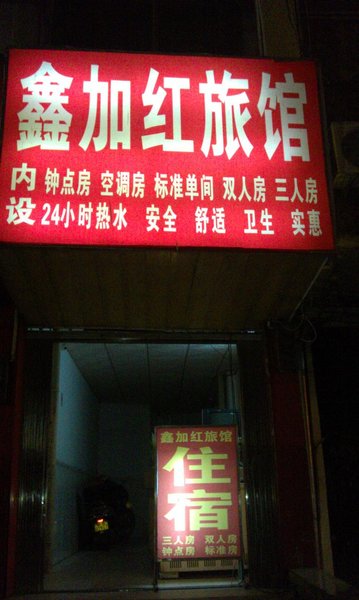 鑫加红旅馆
内设 钟点房 空调房 标准单间 双人房 三人房
24小时热水 安全 舒适 卫生 实惠
鑫加红旅馆
住宿
三人房 双人房
钟点房 标准房